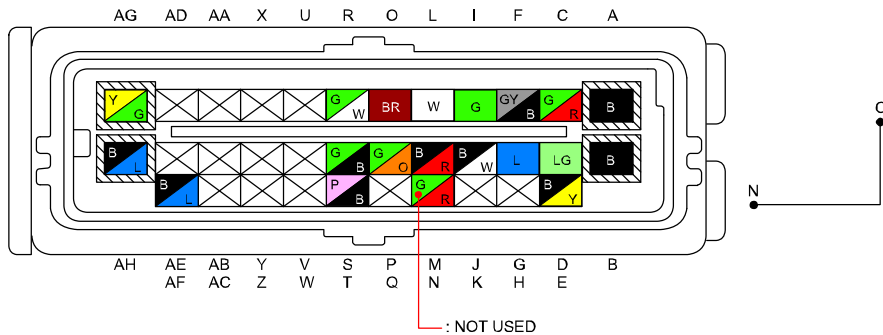 AG AD AA X U R O L I F C A
Y G G W BR W G GY B G R B
C
B L G B G O B R B W L LG B
N
B L P B G R B Y
AH AE AB Y V S P M J G D B
AF AC Z W T Q N K H E
: NOT USED